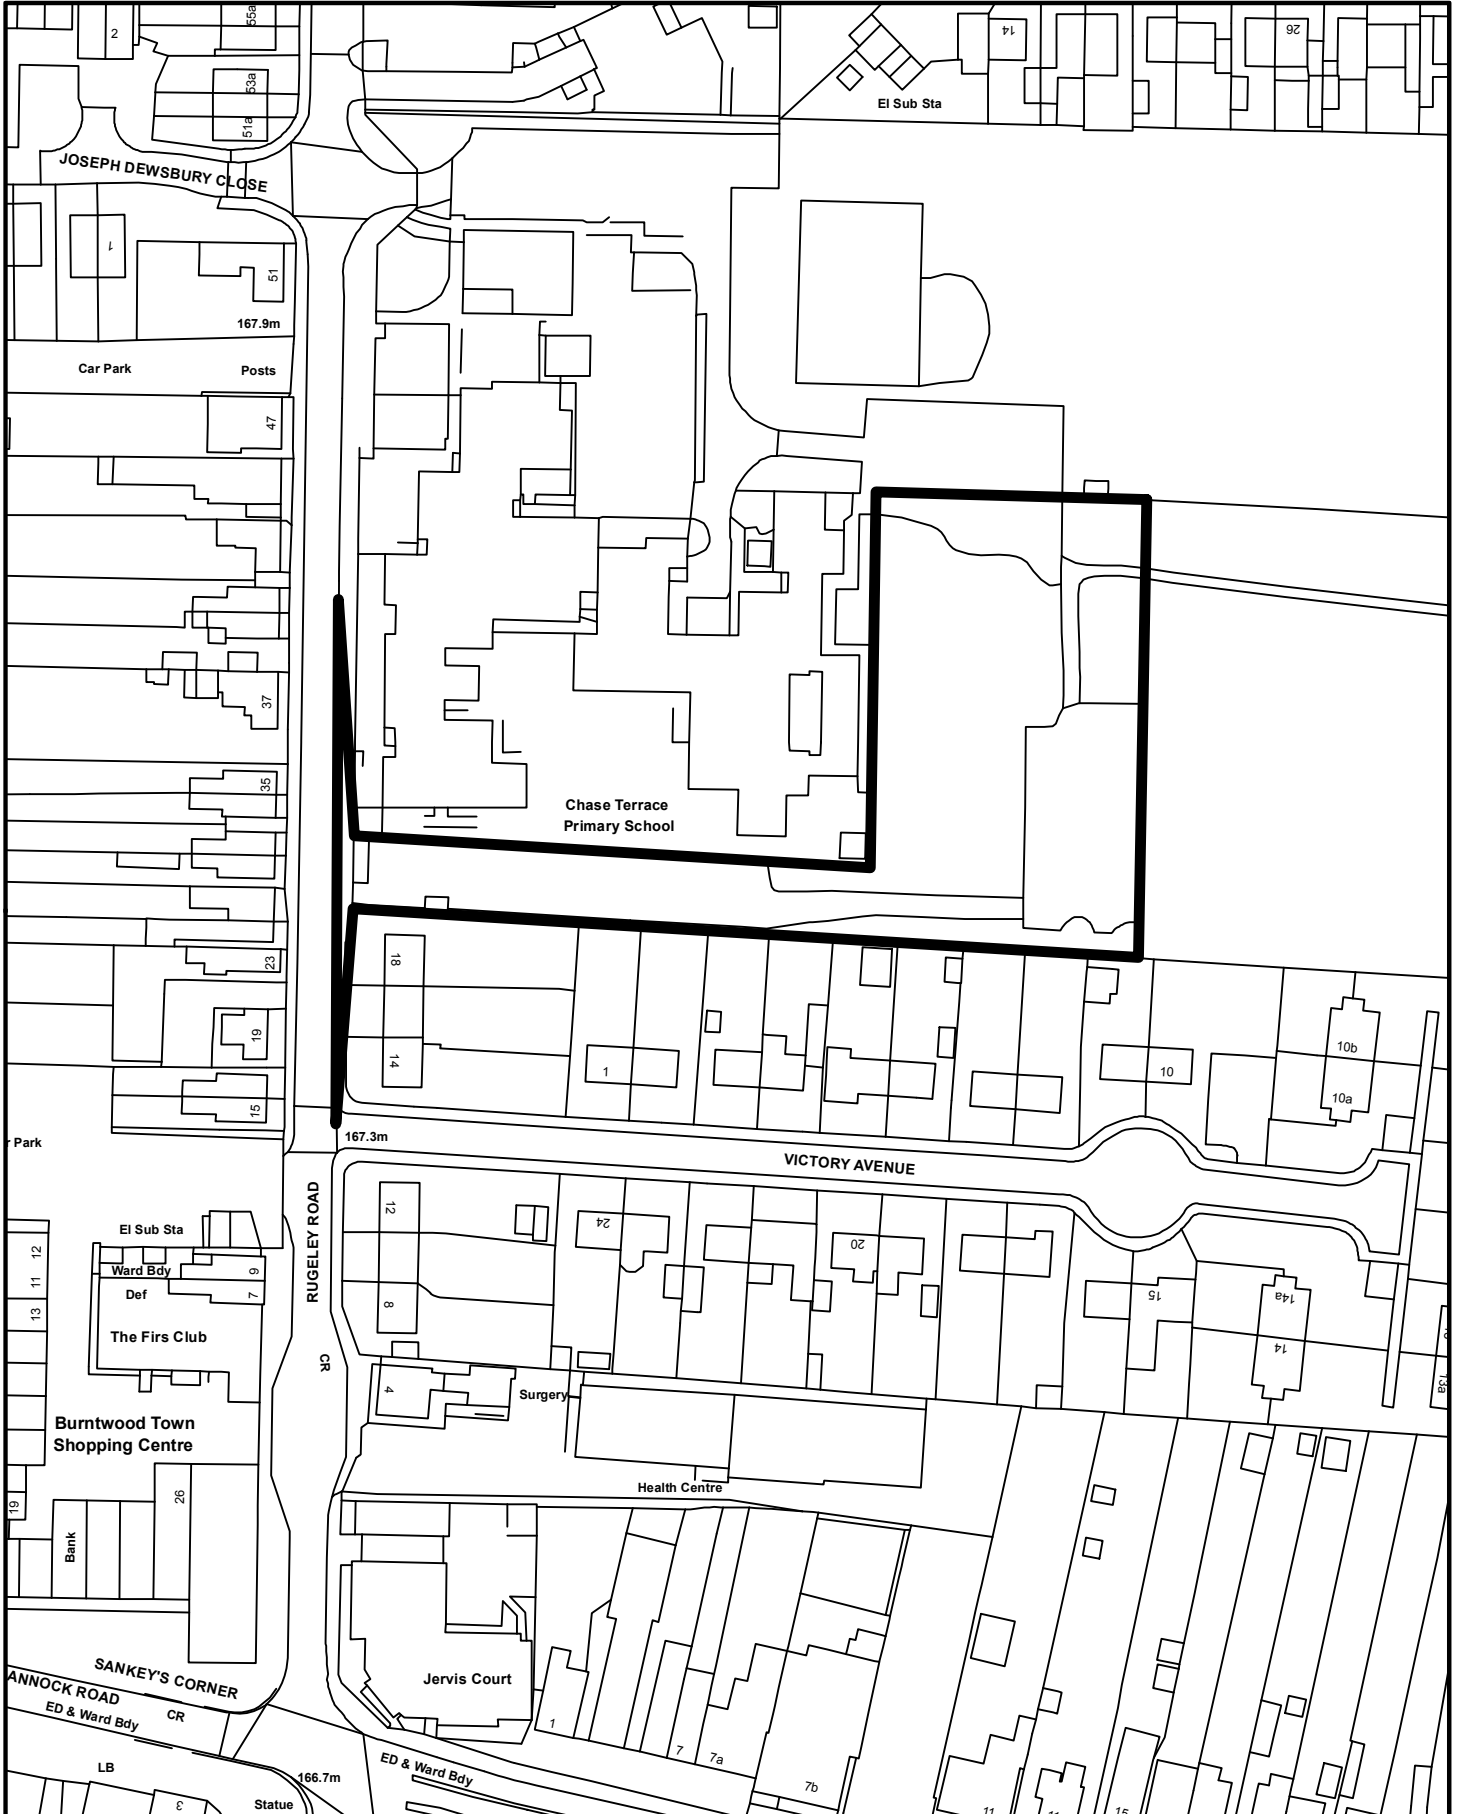 55a
2
14
26
53a
El Sub Sta
51a
JOSEPH DEWSBURY CLOSE
1
51
167.9m
Car Park
Posts
47
37
35
Chase Terrace
Primary School
23
18
19
10b
14
1
10
10a
15
167.3m
r Park
VICTORY AVENUE
RUGELEY ROAD
12
24
El Sub Sta
20
12
Ward Bdy
9
11
Def
7
15
14a
8
13
The Firs Club
14
CR
4
Surgery
13a
Burntwood Town
Shopping Centre
Health Centre
26
19
Bank
SANKEY'S CORNER
Jervis Court
ANNOCK ROAD
CR
ED & Ward Bdy
1
7
7a
ED & Ward Bdy
LB
166.7m
7b
3
Statue
11
15